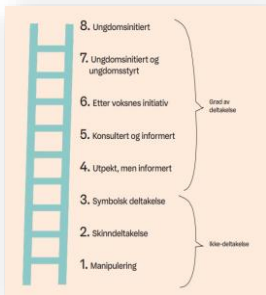 8. Ungdomsinitiert
7. Ungdomsinitiert og
ungdomsstyrt
6. Etter voksnes initiativ
5. Konsultert og informert
4. Utpekt, men informert
3. Symbolsk deltakelse
2. Skinndeltakelse
1. Manipulering
Grad av
deltakelse
Ikke-deltakelse